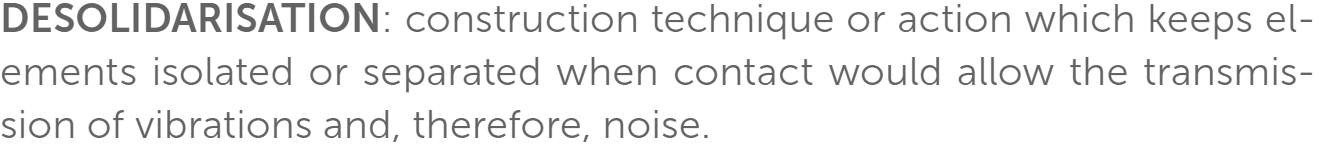 DESOLIDARISATION: construction technique or action which keeps el-
ements isolated or separated when contact would allow the transmis-
sion of vibrations and, therefore, noise.